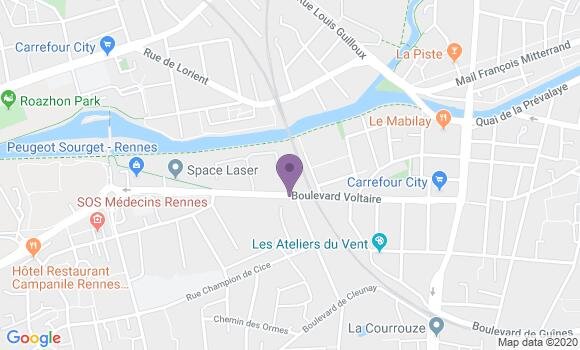 Rue Louis Guilloux
Carrefour City
Rue de Lorient
La Piste
Mail François Mitterrand
Roazhon Park
Le Mabilay
Quai de la Prévalaye
Peugeot Sourget - Rennes
Space Laser
Carrefour City
SOS Médecins Rennes
Boulevard Voltaire
Les Ateliers du Vent
Hôtel Restaurant
Campanile Rennes...
Rue Champion de Cice
Boulevard de Cleunay
Chemin des Ormes
La Courrouze
Boulevard de Guines
Google
Map data ©2020